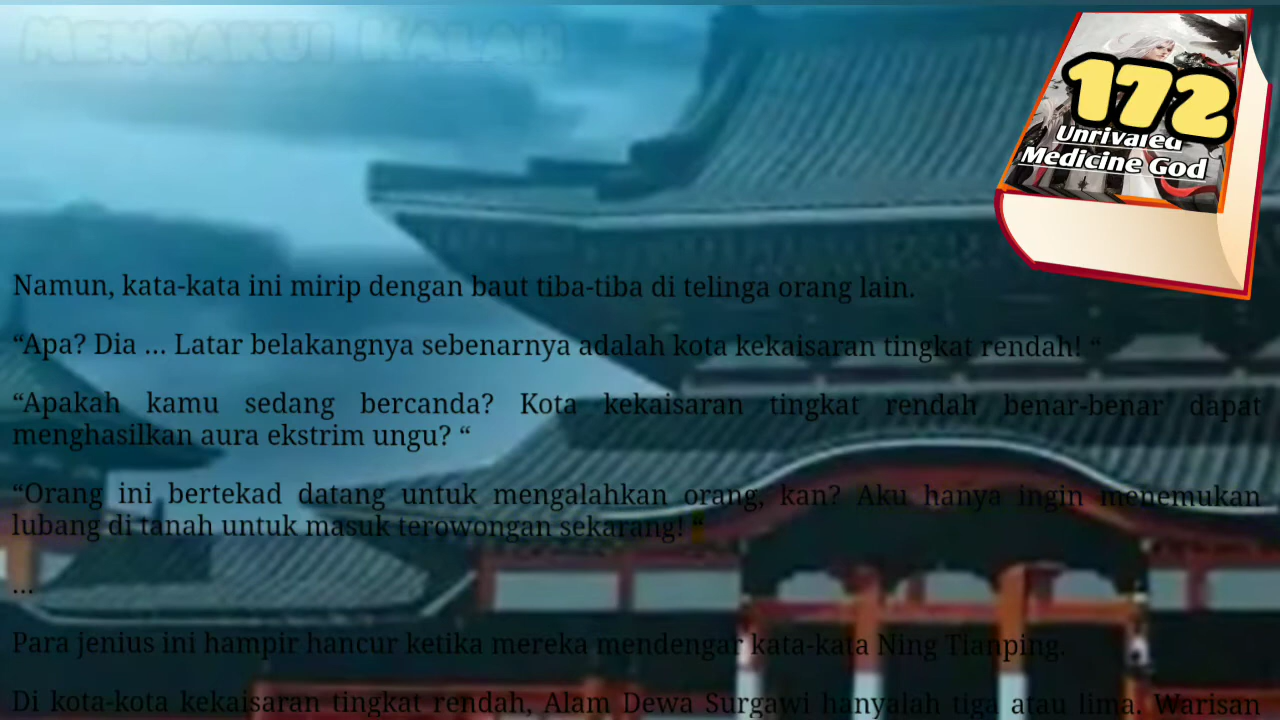 Mengakui Kalah
172
Unrivaled
Medicine God
Namun, kata-kata ini mirip dengan baut tiba-tiba di telinga orang lain.
“Apa? Dia … Latar belakangnya sebenarnya adalah kota kekaisaran tingkat rendah! “
“Apakah kamu sedang bercanda? Kota kekaisaran tingkat rendah benar-benar dapat
menghasilkan aura ekstrim ungu? “
“Orang ini bertekad datang untuk mengalahkan orang, kan? Aku hanya ingin menemukan
lubang di tanah untuk masuk terowongan sekarang! “
…
Para jenius ini hampir hancur ketika mereka mendengar kata-kata Ning Tianping.
Di kota-kota kekaisaran tingkat rendah, Alam Dewa Surgawi hanyalah tiga atau lima. Warisan